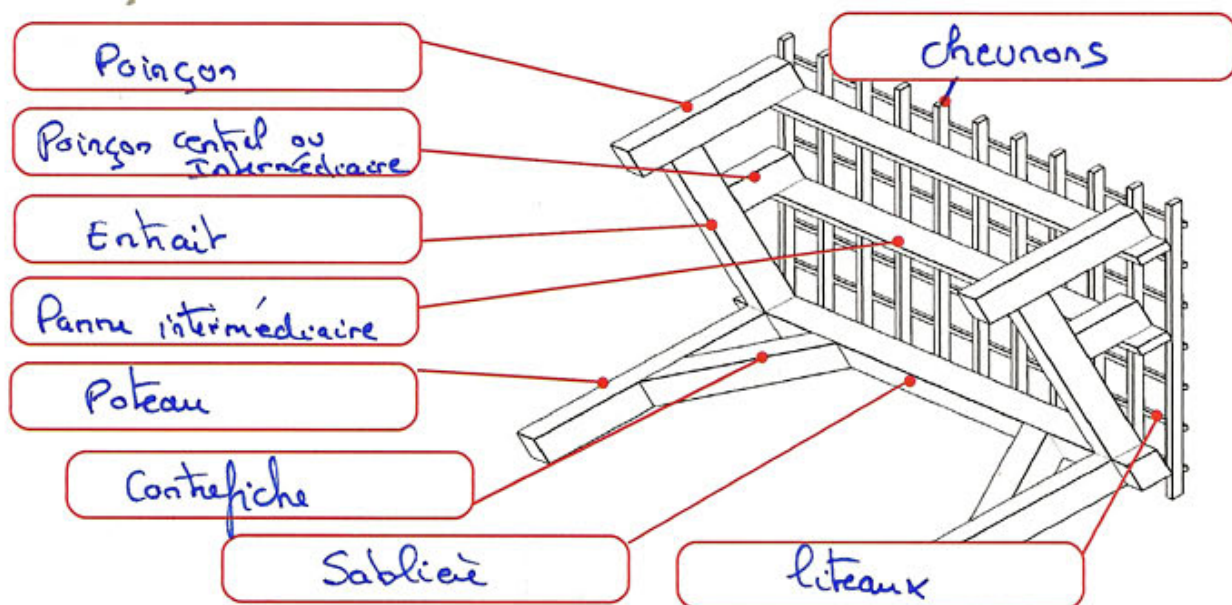 Poinçon
chevrons
Poinçon central ou
Intermédiaire
Entrait
Panne intermédiaire
Poteau
Contrefiche
Sablière
liteaux